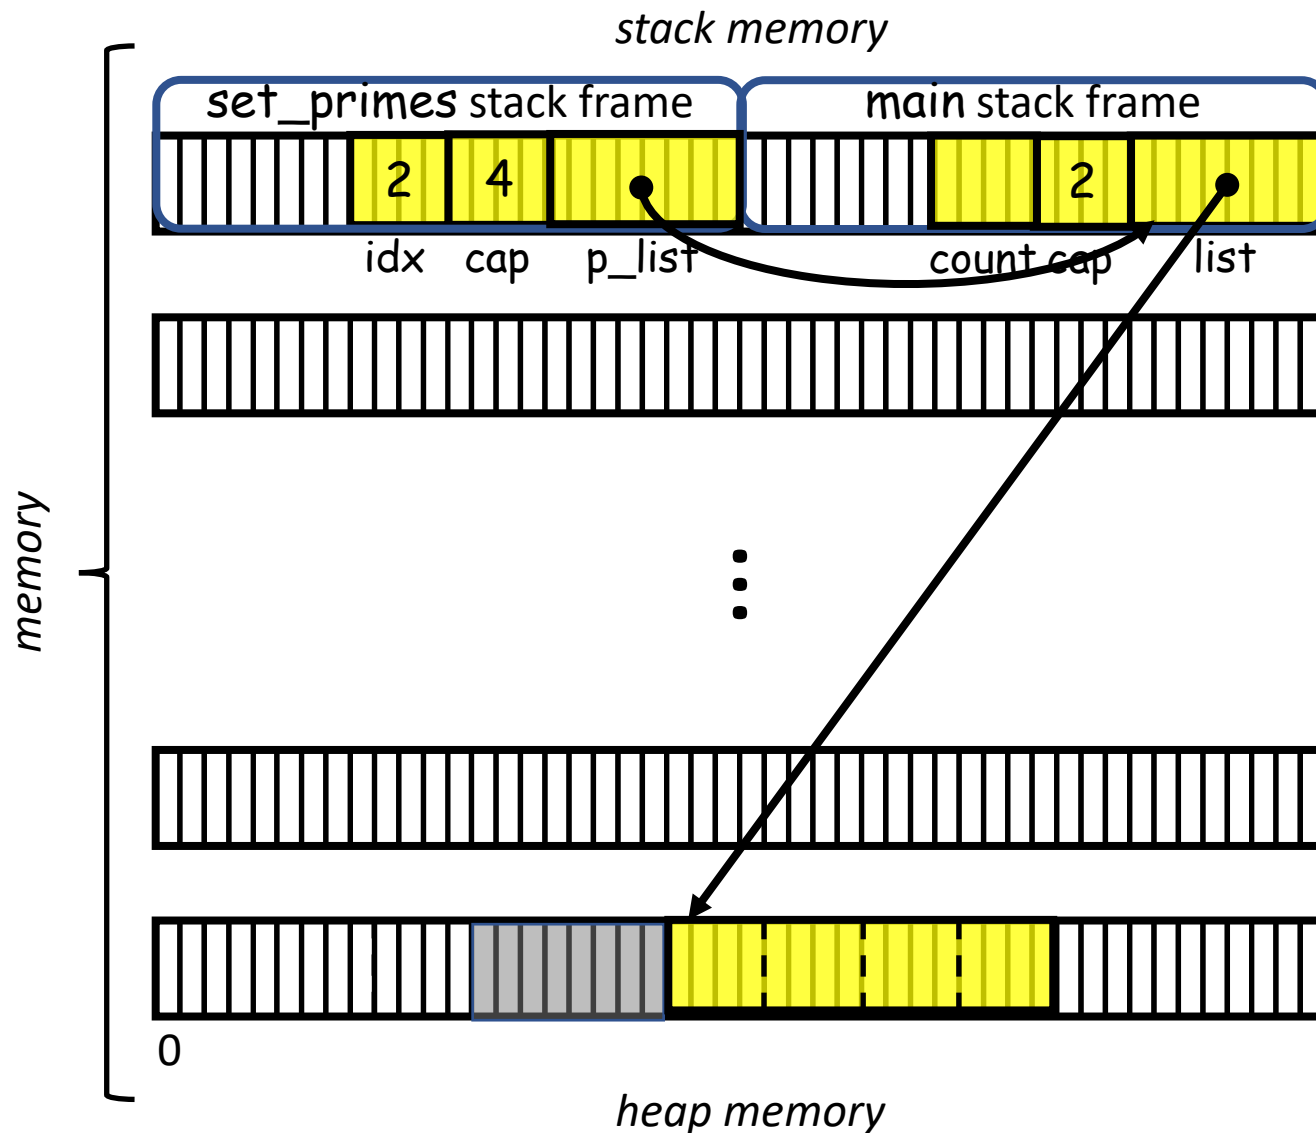 stack memory
set_primes stack frame
main stack frame
2 4 2
idx cap p_list count cap list
memory
0
heap memory